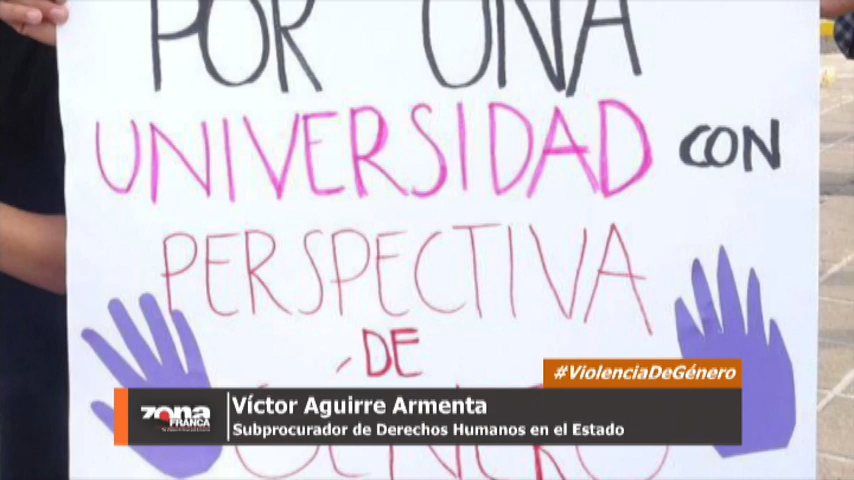 POR UNA
UNIVERSIDAD CON
PERSPECTIVA
DE
GÉNERO
#ViolenciaDeGénero
ZONA
FRANCA
Víctor Aguirre Armenta
Subprocurador de Derechos Humanos en el Estado